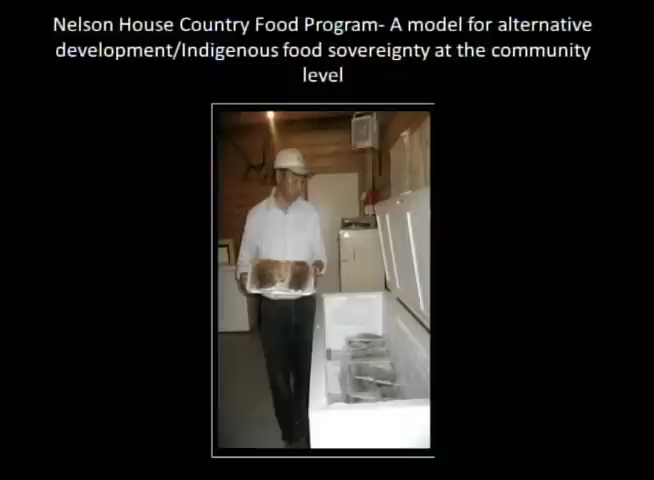 Nelson House Country Food Program- A model for alternative
development/Indigenous food sovereignty at the community
level